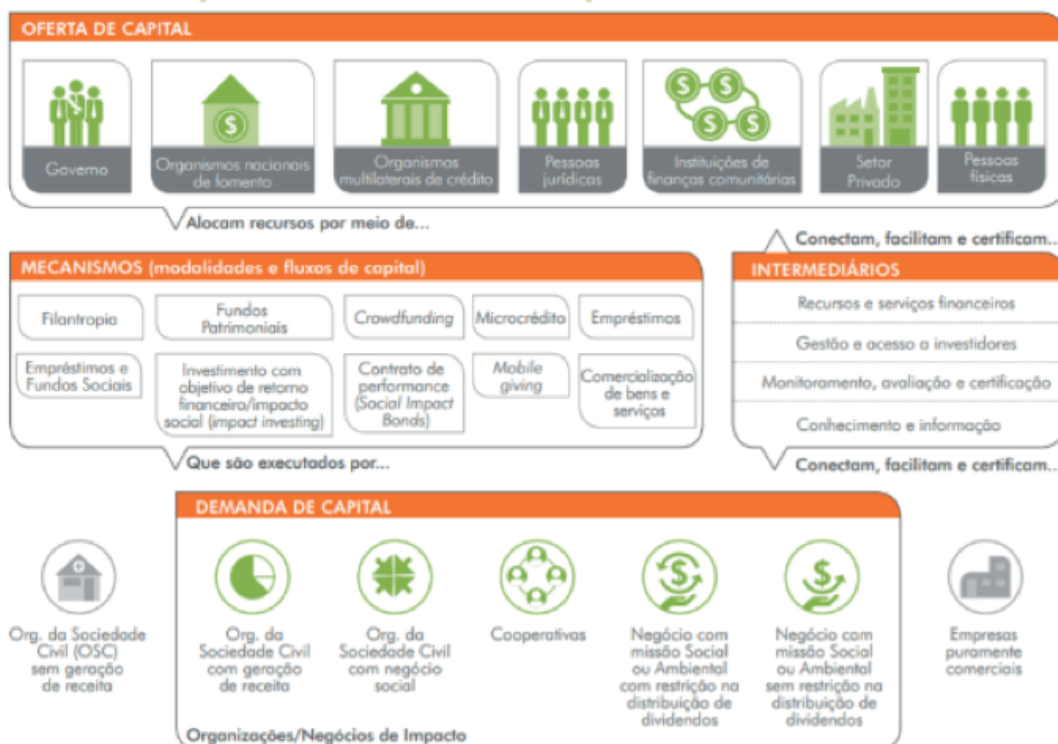 OFERTA DE CAPITAL
Governo
Organismos nacionais
de fomento
Organismos
multilaterais de crédito
Pessoas
jurídicas
Instituições de
finanças comunitárias
Setor
Privado
Pessoas
físicas
Alocam recursos por meio de...
Conectam, facilitam e certificam...
MECANISMOS (modalidades e fluxos de capital)
Filantropia
Fundos
Patrimoniais
Crowdfunding
Microcrédito
Empréstimos
Empréstimos e
Fundos Sociais
Investimento com
objetivo de retorno
financeiro/impacto
social (impact investing)
Contrato de
performance
(Social Impact
Bonds)
Mobile
giving
Comercialização
de bens e
serviços
INTERMEDIÁRIOS
Recursos e serviços financeiros
Gestão e acesso a investidores
Monitoramento, avaliação e certificação
Conhecimento e informação
Que são executados por...
Conectam, facilitam e certificam...
DEMANDA DE CAPITAL
Org. da Sociedade
Civil (OSC)
sem geração
de receita
Org. da
Sociedade Civil
com geração
de receita
Org. da
Sociedade Civil
com negócio
social
Cooperativas
Negócio com
missão Social
ou Ambiental
com restrição na
distribuição de
dividendos
Negócio com
missão Social
ou Ambiental
sem restrição na
distribuição de
dividendos
Empresas
puramente
comerciais
Organizações/Negócios de Impacto